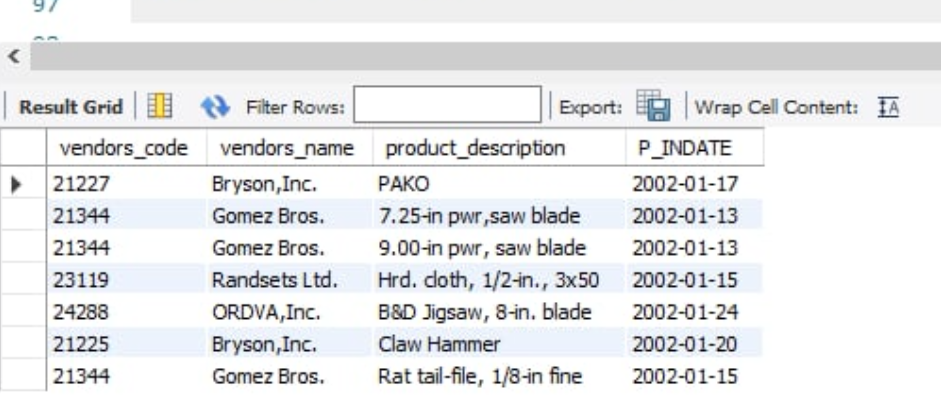 97
Result Grid Filter Rows: Export: Wrap Cell Content:
vendors_code vendors_name product_description P_INDATE
21227 Bryson,Inc. PAKO 2002-01-17
21344 Gomez Bros. 7.25-in pwr,saw blade 2002-01-13
21344 Gomez Bros. 9.00-in pwr, saw blade 2002-01-13
23119 Randsets Ltd. Hrd. cloth, 1/2-in., 3x50 2002-01-15
24288 ORDVA,Inc. B&D Jigsaw, 8-in. blade 2002-01-24
21225 Bryson,Inc. Claw Hammer 2002-01-20
21344 Gomez Bros. Rat tail-file, 1/8-in fine 2002-01-15